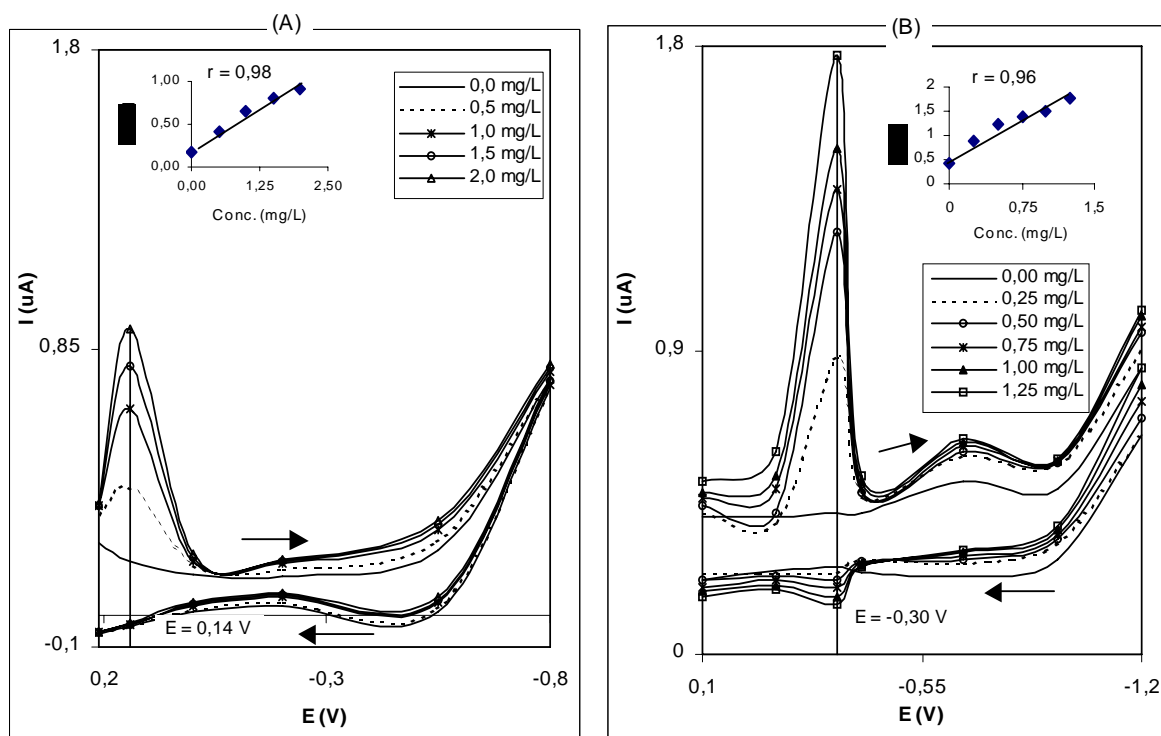 (A)
1,8
r = 0,98
1,00
0,50
0,00
0,00 1,25 2,50
Conc. (mg/L)
0,0 mg/L
0,5 mg/L
1,0 mg/L
1,5 mg/L
2,0 mg/L
I (uA)
0,85
E = 0,14 V
-0,1
0,2 -0,3 -0,8
E (V)
(B)
1,8
r = 0,96
2
1,5
1
0,5
0
0 0,75 1,5
Conc. (mg/L)
0,00 mg/L
0,25 mg/L
0,50 mg/L
0,75 mg/L
1,00 mg/L
1,25 mg/L
I (uA)
0,9
E = -0,30 V
0
0,1 -0,55 -1,2
E (V)